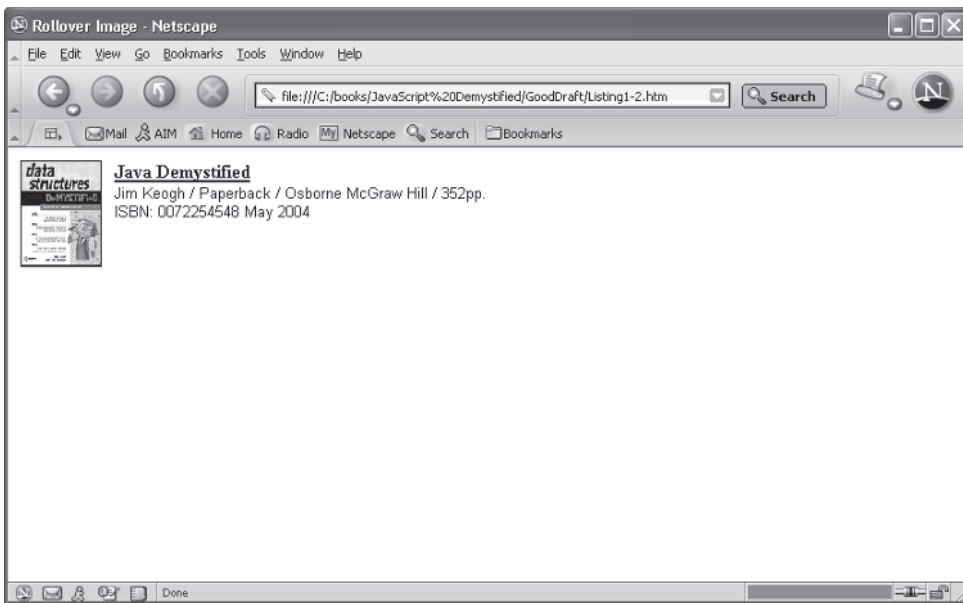 Rollover Image - Netscape
File Edit View Go Bookmarks Tools Window Help
file:///C:/books/JavaScript%20Demystified/GoodDraft/Listing1-2.htm Search N
Mail AIM Home Radio My Netscape Search Bookmarks
data
structures
DeMYSTiFieD
Java Demystified
Jim Keogh / Paperback / Osborne McGraw Hill / 352pp.
ISBN: 0072254548 May 2004
Done